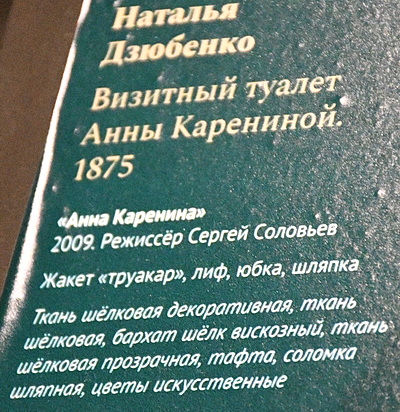 Наталья
Дзюбенко
Визитный туалет
Анны Карениной.
1875
«Анна Каренина»
2009. Режиссёр Сергей Соловьев
Жакет «труакар», лиф, юбка, шляпка
Ткань шёлковая декоративная, ткань
шёлковая, бархат шёлк вискозный, ткань
шёлковая прозрачная, тафта, соломка
шляпная, цветы искусственные